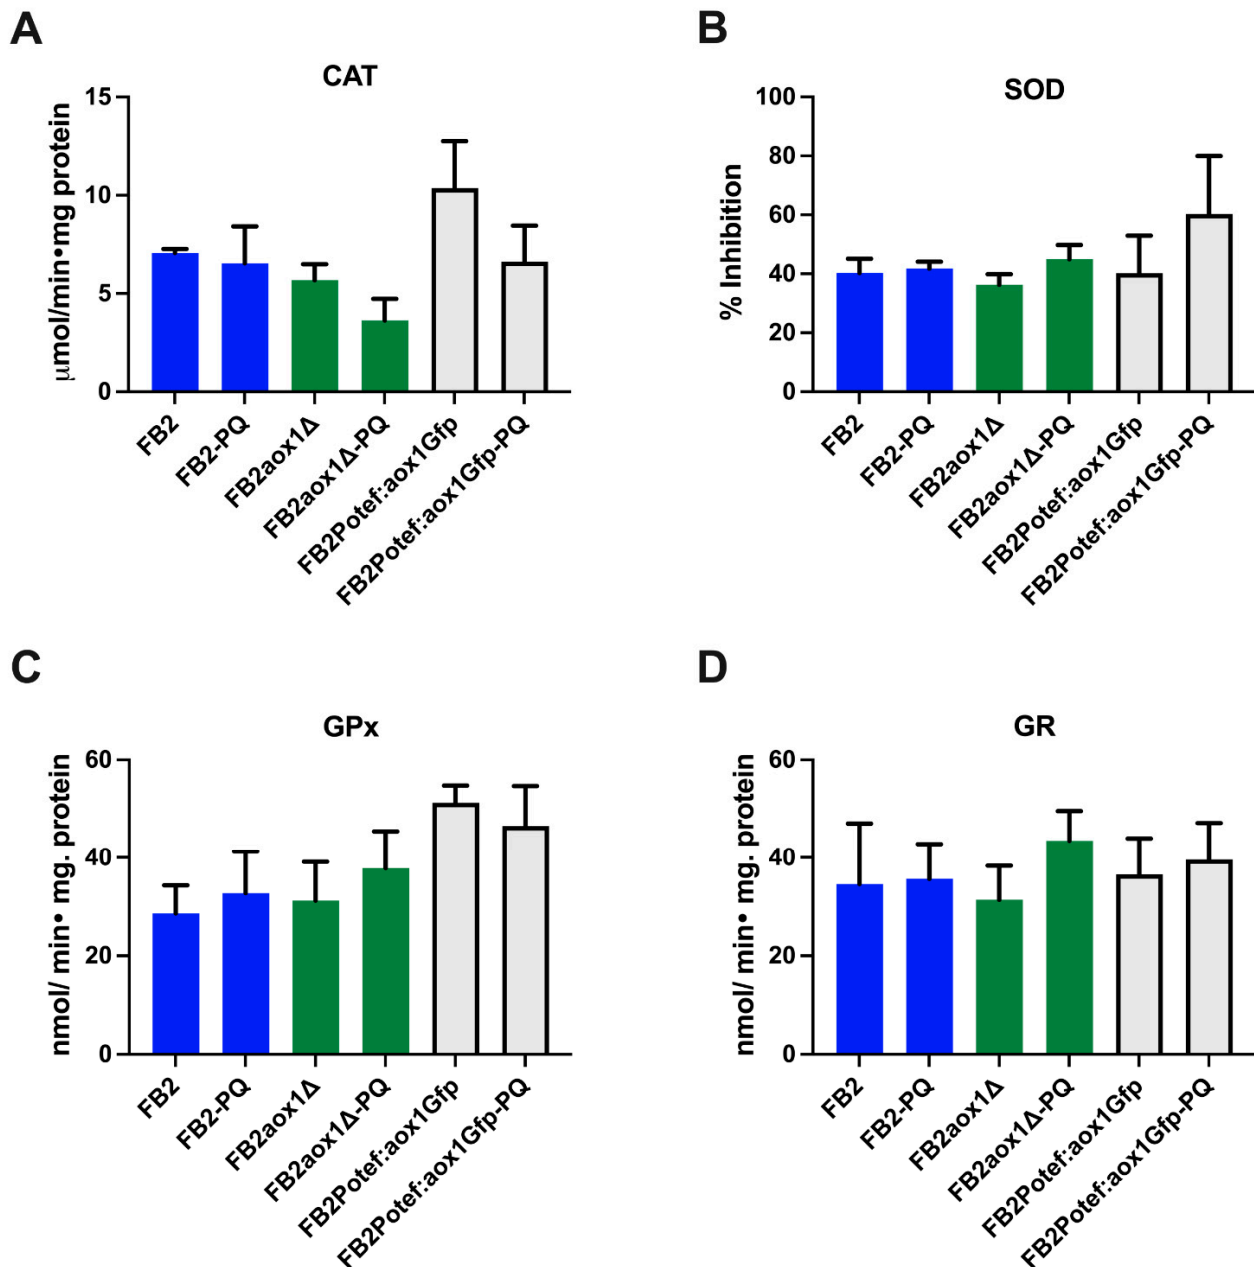 A
CAT
μmol/min•mg protein
15
10
5
0
FB2
FB2-PQ
FB2aox1Δ
FB2aox1Δ-PQ
FB2Potef:aox1Gfp
FB2Potef:aox1Gfp-PQ
B
SOD
% Inhibition
100
80
60
40
20
0
FB2
FB2-PQ
FB2aox1Δ
FB2aox1Δ-PQ
FB2Potef:aox1Gfp
FB2Potef:aox1Gfp-PQ
C
GPx
nmol/ min• mg. protein
60
40
20
0
FB2
FB2-PQ
FB2aox1Δ
FB2aox1Δ-PQ
FB2Potef:aox1Gfp
FB2Potef:aox1Gfp-PQ
D
GR
nmol/ min• mg. protein
60
40
20
0
FB2
FB2-PQ
FB2aox1Δ
FB2aox1Δ-PQ
FB2Potef:aox1Gfp
FB2Potef:aox1Gfp-PQ